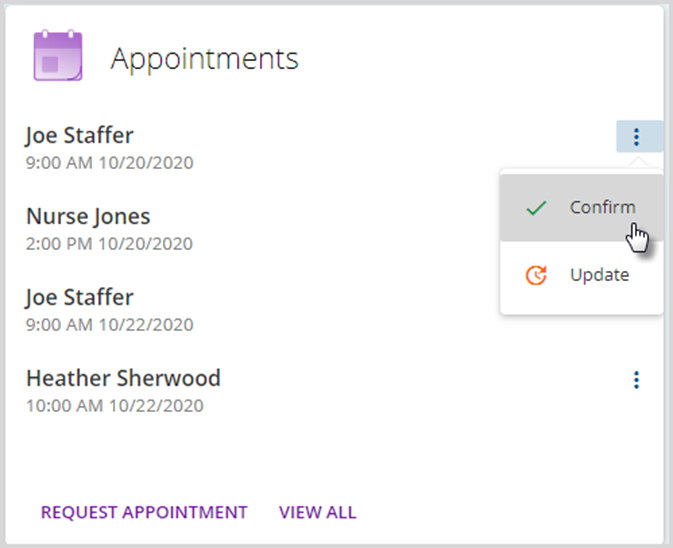 Appointments
Joe Staffer
9:00 AM 10/20/2020
Confirm
Nurse Jones
2:00 PM 10/20/2020
Update
Joe Staffer
9:00 AM 10/22/2020
Heather Sherwood
10:00 AM 10/22/2020
REQUEST APPOINTMENT VIEW ALL